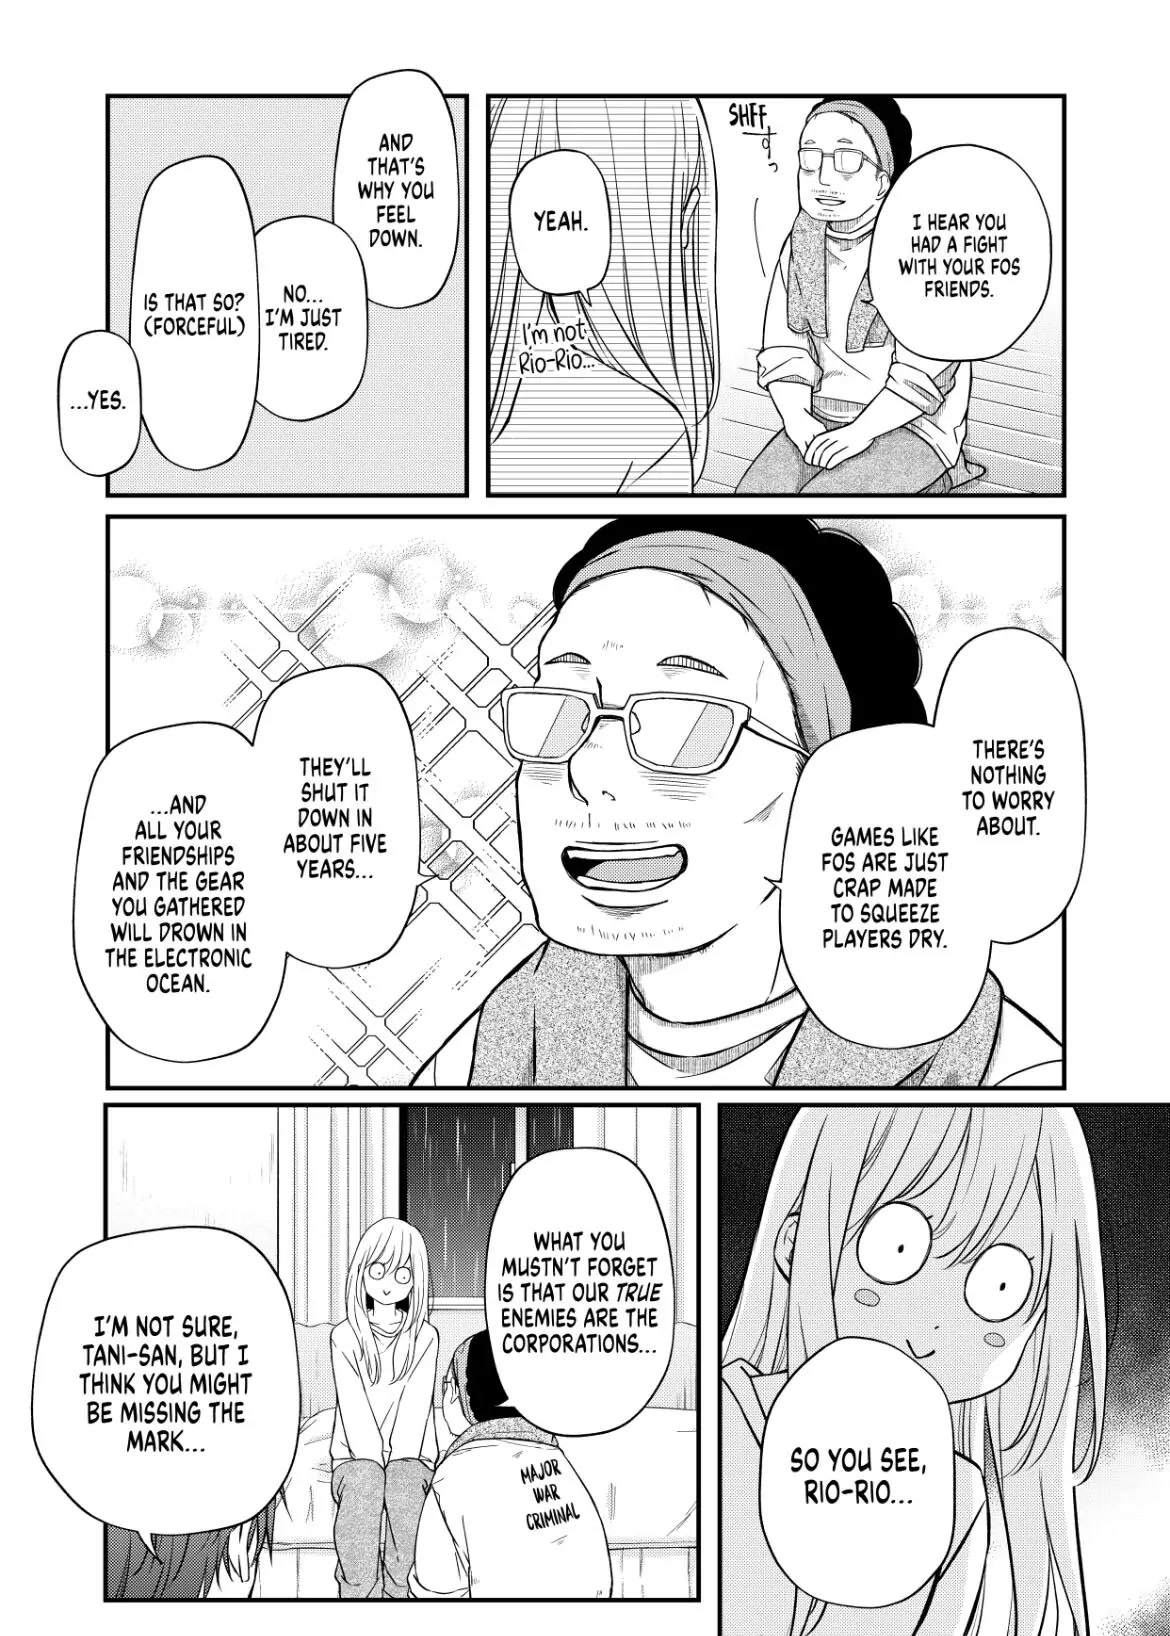 I HEAR YOU
HAD A FIGHT
WITH YOUR FOS
FRIENDS.
SHFF
すっ
YEAH.
I'm not
Rio-Rio...
AND
THAT'S
WHY YOU
FEEL
DOWN.
NO...
I'M JUST
TIRED.
IS THAT SO?
(FORCEFUL)
...YES.
THERE'S
NOTHING
TO WORRY
ABOUT.
GAMES LIKE
FOS ARE JUST
CRAP MADE
TO SQUEEZE
PLAYERS DRY.
THEY'LL
SHUT IT
DOWN IN
ABOUT FIVE
YEARS...
...AND
ALL YOUR
FRIENDSHIPS
AND THE GEAR
YOU GATHERED
WILL DROWN IN
THE ELECTRONIC
OCEAN.
SO YOU SEE,
RIO-RIO...
WHAT YOU
MUSTN'T FORGET
IS THAT OUR TRUE
ENEMIES ARE THE
CORPORATIONS...
MAJOR
WAR
CRIMINAL
I'M NOT SURE,
TANI-SAN, BUT I
THINK YOU MIGHT
BE MISSING THE
MARK...